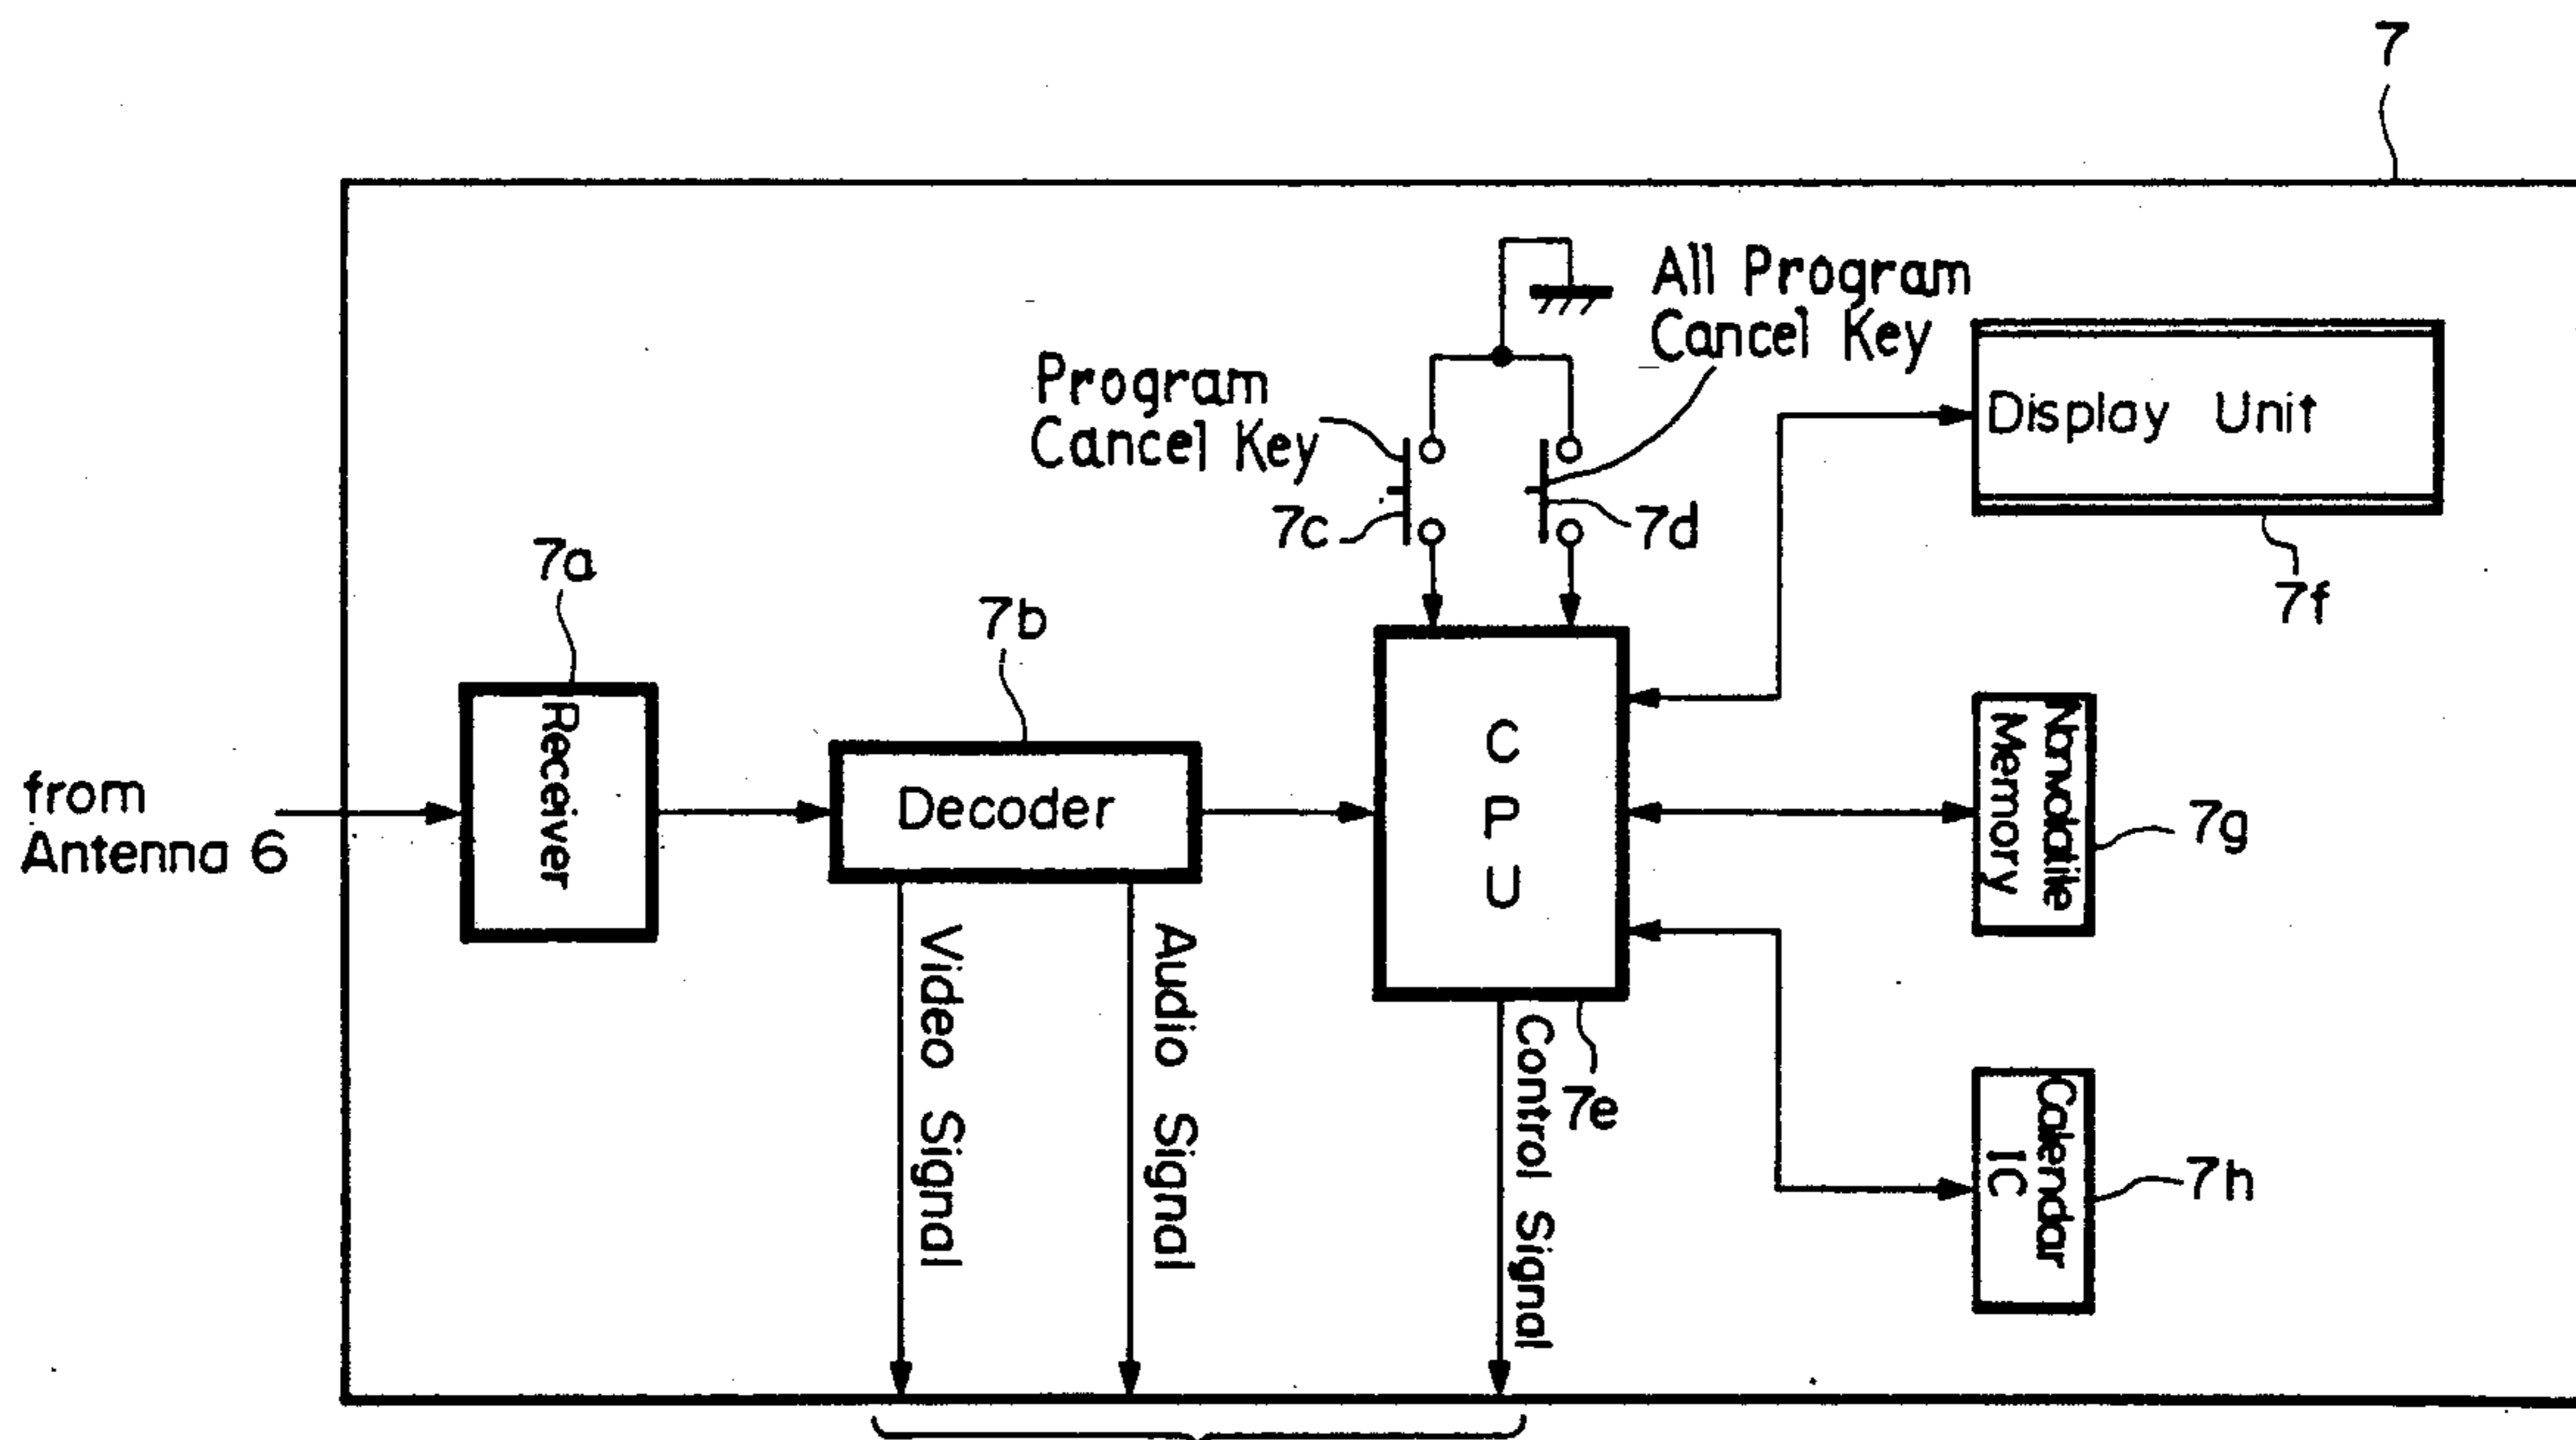 7
All Program
Cancel Key
Program
Cancel Key
Display Unit
7c
7d
7a
7f
7b
Receiver
C
P
U
Nonvolatile
Memory
7g
from
Antenna 6
Decoder
Video Signal
Audio Signal
Control Signal
7e
Calendar
IC
7h